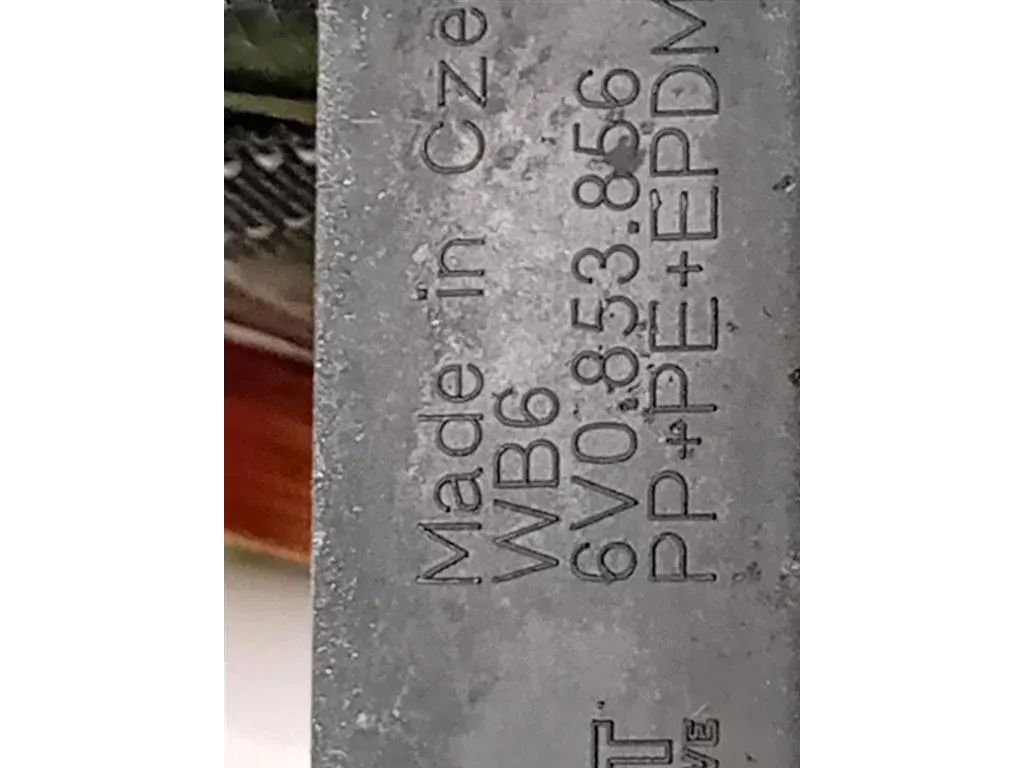 Made in Cze
WB6
6V0.853.856
PP+PE+EPDM